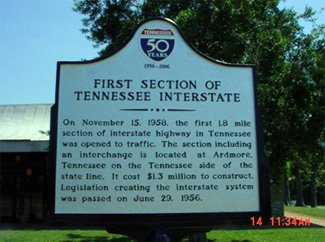 TENNESSEE
50
YEARS
1956 - 2006
FIRST SECTION OF
TENNESSEE INTERSTATE
On November 15, 1958, the first 1.8 mile
section of interstate highway in Tennessee
was opened to traffic. The section including
an interchange is located at Ardmore,
Tennessee on the Tennessee side of the
state line. It cost $1.3 million to construct.
Legislation creating the interstate system
was passed on June 29, 1956.
14 11:34AM